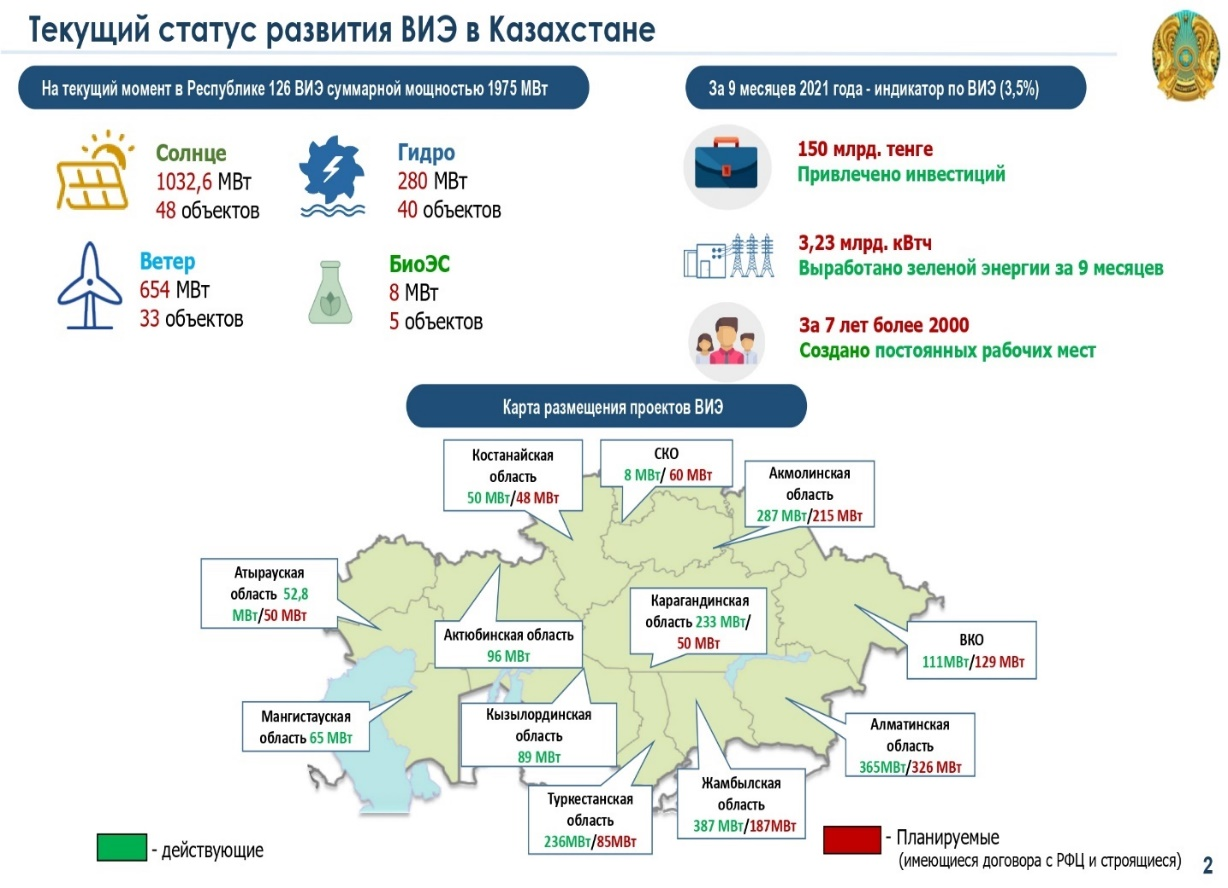 Текущий статус развития ВИЭ в Казахстане
На текущий момент в Республике 126 ВИЭ суммарной мощностью 1975 МВт
Солнце
1032,6 МВт
48 объектов
Гидро
280 МВт
40 объектов
Ветер
654 МВт
33 объектов
БиоЭС
8 МВт
5 объектов
За 9 месяцев 2021 года - индикатор по ВИЭ (3,5%)
150 млрд. тенге
Привлечено инвестиций
3,23 млрд. кВтч
Выработано зеленой энергии за 9 месяцев
За 7 лет более 2000
Создано постоянных рабочих мест
Карта размещения проектов ВИЭ
Костанайская
область
50 МВт/48 МВт
СКО
8 МВт/ 60 МВт
Акмолинская
область
287 МВт/215 МВт
Атырауская
область 52,8
МВт/50 МВт
Актюбинская область
96 МВт
Карагандинская
область 233 МВт/
50 МВт
ВКО
111МВт/129 МВт
Мангистауская
область 65 МВт
Кызылординская
область
89 МВт
Алматинская
область
365МВт/326 МВт
Туркестанская
область
236МВт/85МВт
Жамбылская
область
387 МВт/187МВт
- действующие
- Планируемые
(имеющиеся договора с РФЦ и строящиеся)
2